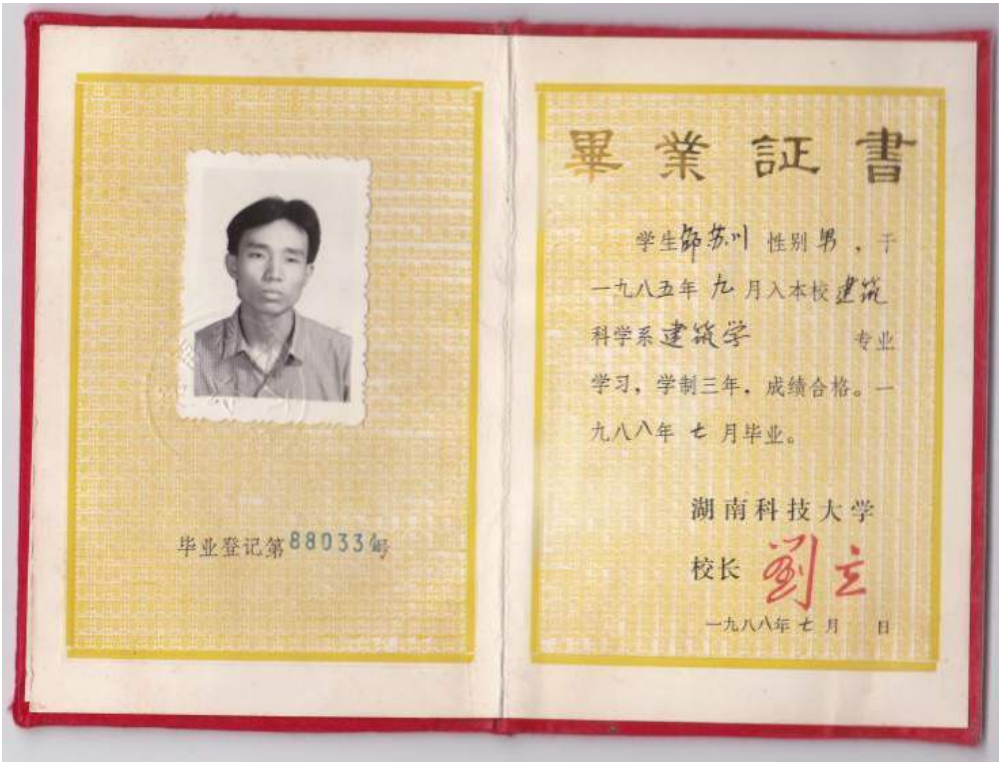 毕业登记第88033号
畢業証書
学生邹苏川 性别男，于
一九八五年 九 月入本校建筑
科学系建筑学 专业
学习，学制三年，成绩合格。一
九八八年 七 月毕业。
湖南科技大学
校长 劉立
一九八八年七月 日